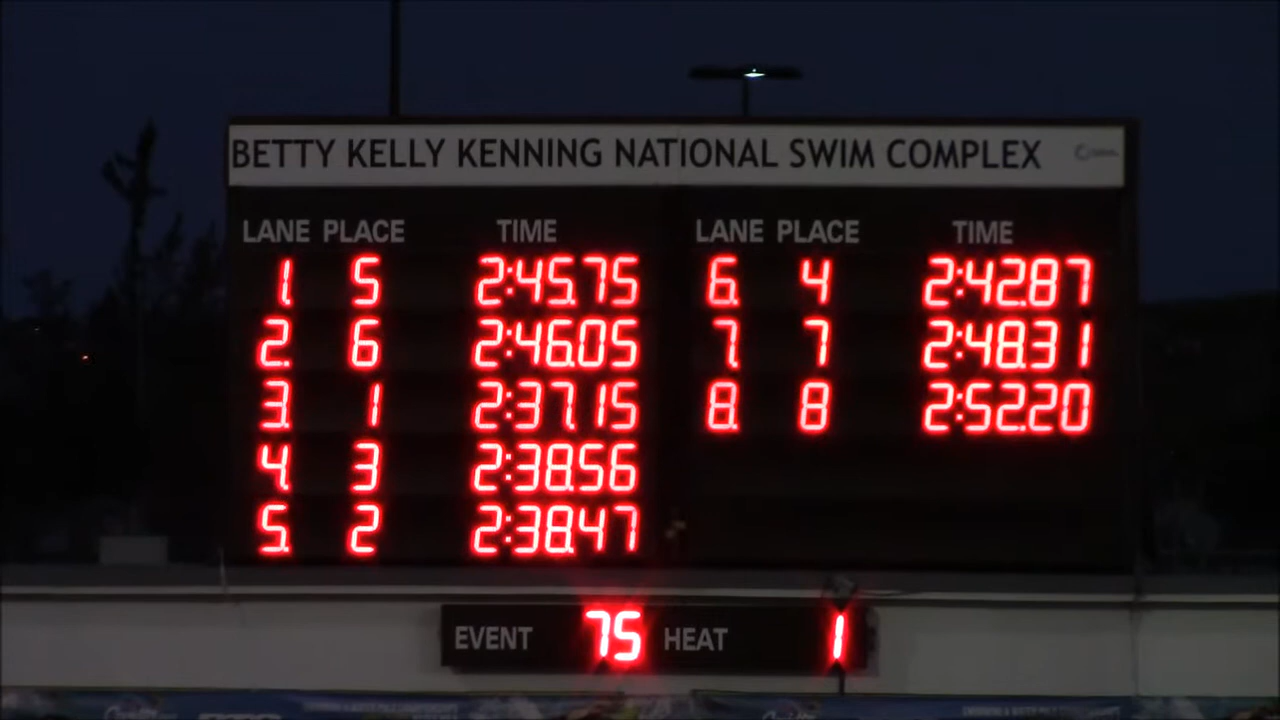 BETTY KELLY KENNING NATIONAL SWIM COMPLEX
LANE PLACE TIME
1 5 2:45.75
2. 6 2:46.05
3. 1 2:37.15
4. 3 2:38.56
5. 2 2:38.47
LANE PLACE TIME
6. 4 2:42.87
7. 7 2:48.31
8. 8 2:52.20
EVENT 75 HEAT 1